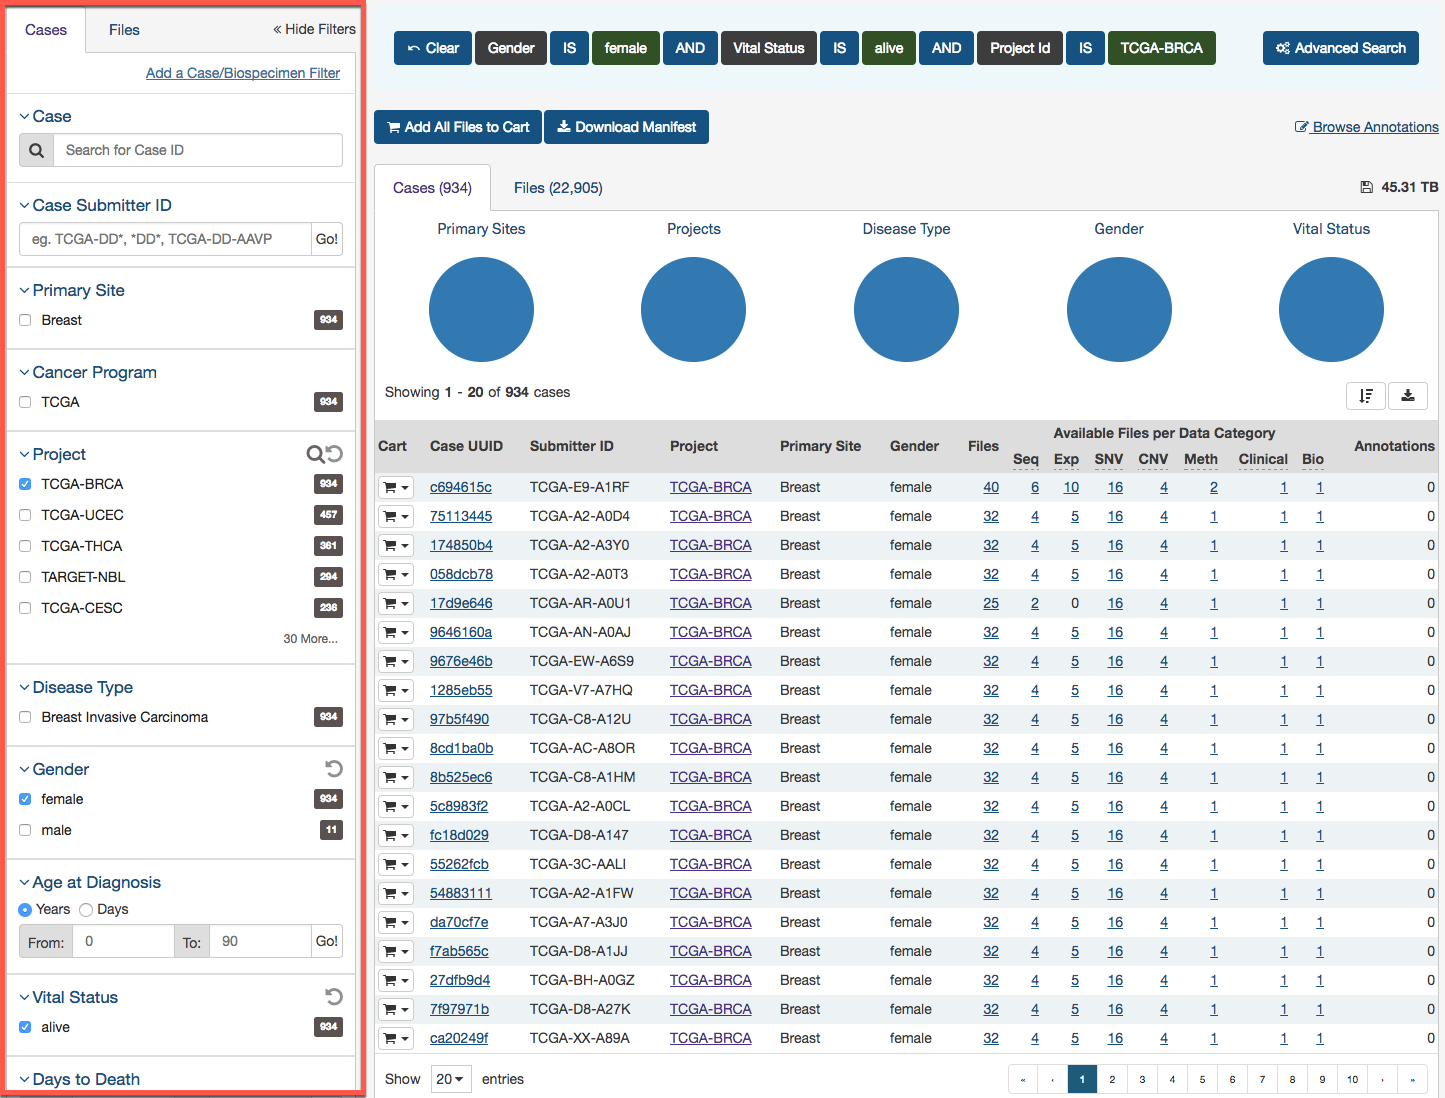 Cases Files « Hide Filters
Add a Case/Biospecimen Filter
Case
Search for Case ID
Case Submitter ID
eg. TCGA-DD*, *DD*, TCGA-DD-AAVP Go!
Primary Site
Breast 934
Cancer Program
TCGA 934
Project
TCGA-BRCA 934
TCGA-UCEC 457
TCGA-THCA 361
TARGET-NBL 294
TCGA-CESC 236
30 More...
Disease Type
Breast Invasive Carcinoma 934
Gender
female 934
male 11
Age at Diagnosis
Years Days
From: 0 To: 90 Go!
Vital Status
alive 934
Days to Death
Clear Gender IS female AND Vital Status IS alive AND Project Id IS TCGA-BRCA Advanced Search
Add All Files to Cart Download Manifest Browse Annotations
Cases (934) Files (22,905) 45.31 TB
Primary Sites Projects Disease Type Gender Vital Status
Showing 1 - 20 of 934 cases
Cart Case UUID Submitter ID Project Primary Site Gender Files Available Files per Data Category Annotations
Seq Exp SNV CNV Meth Clinical Bio
c694615c TCGA-E9-A1RF TCGA-BRCA Breast female 40 6 10 16 4 2 1 1 0
75113445 TCGA-A2-A0D4 TCGA-BRCA Breast female 32 4 5 16 4 1 1 1 0
174850b4 TCGA-A2-A3Y0 TCGA-BRCA Breast female 32 4 5 16 4 1 1 1 0
058dcb78 TCGA-A2-A0T3 TCGA-BRCA Breast female 32 4 5 16 4 1 1 1 0
17d9e646 TCGA-AR-A0U1 TCGA-BRCA Breast female 25 2 0 16 4 1 1 1 0
9646160a TCGA-AN-A0AJ TCGA-BRCA Breast female 32 4 5 16 4 1 1 1 0
9676e46b TCGA-EW-A6S9 TCGA-BRCA Breast female 32 4 5 16 4 1 1 1 0
1285eb55 TCGA-V7-A7HQ TCGA-BRCA Breast female 32 4 5 16 4 1 1 1 0
97b5f490 TCGA-C8-A12U TCGA-BRCA Breast female 32 4 5 16 4 1 1 1 0
8cd1ba0b TCGA-AC-A8OR TCGA-BRCA Breast female 32 4 5 16 4 1 1 1 0
8b525ec6 TCGA-C8-A1HM TCGA-BRCA Breast female 32 4 5 16 4 1 1 1 0
5c8983f2 TCGA-A2-A0CL TCGA-BRCA Breast female 32 4 5 16 4 1 1 1 0
fc18d029 TCGA-D8-A147 TCGA-BRCA Breast female 32 4 5 16 4 1 1 1 0
55262fcb TCGA-3C-AALI TCGA-BRCA Breast female 32 4 5 16 4 1 1 1 0
54883111 TCGA-A2-A1FW TCGA-BRCA Breast female 32 4 5 16 4 1 1 1 0
da70cf7e TCGA-A7-A3J0 TCGA-BRCA Breast female 32 4 5 16 4 1 1 1 0
f7ab565c TCGA-D8-A1JJ TCGA-BRCA Breast female 32 4 5 16 4 1 1 1 0
27dfb9d4 TCGA-BH-A0GZ TCGA-BRCA Breast female 32 4 5 16 4 1 1 1 0
7f97971b TCGA-D8-A27K TCGA-BRCA Breast female 32 4 5 16 4 1 1 1 0
ca20249f TCGA-XX-A89A TCGA-BRCA Breast female 32 4 5 16 4 1 1 1 0
Show 20 entries « ‹ 1 2 3 4 5 6 7 8 9 10 › »